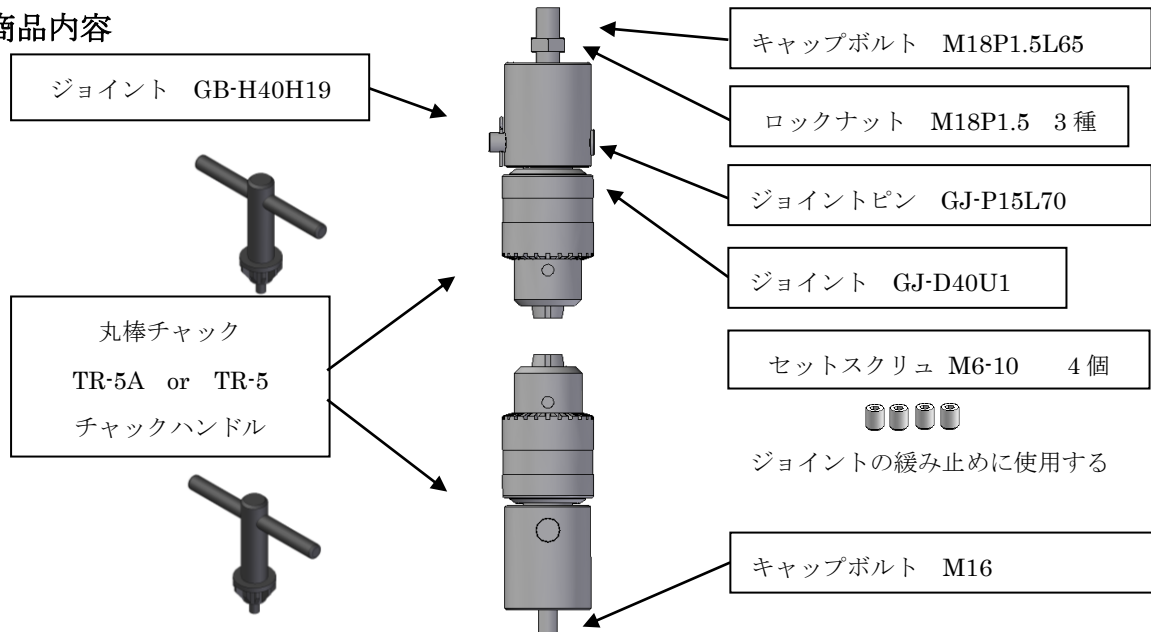 商品内容
ジョイント　GB-H40H19
丸棒チャック
TR-5A　or　TR-5
チャックハンドル
キャップボルト　M18P1.5L65
ロックナット　M18P1.5　3種
ジョイントピン　GJ-P15L70
ジョイント　GJ-D40U1
セットスクリュ M6-10　　4個
ジョイントの緩み止めに使用する
キャップボルト　M16